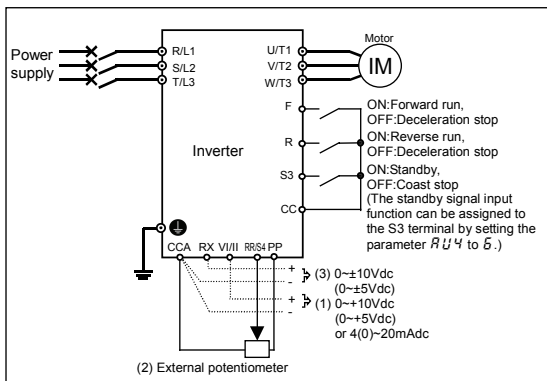 Power
supply
R/L1
S/L2
T/L3
U/T1
V/T2
W/T3
Motor
IM
Inverter
F
R
S3
CC
ON:Forward run,
OFF:Deceleration stop
ON:Reverse run,
OFF:Deceleration stop
ON:Standby,
OFF:Coast stop
(The standby signal input
function can be assigned to
the S3 terminal by setting the
parameter AU4 to 6.)
CCA RX VI/II RR/S4 PP
+
- (3) 0~±10Vdc
(0~±5Vdc)
+
- (1) 0~+10Vdc
(0~+5Vdc)
or 4(0)~20mAdc
(2) External potentiometer